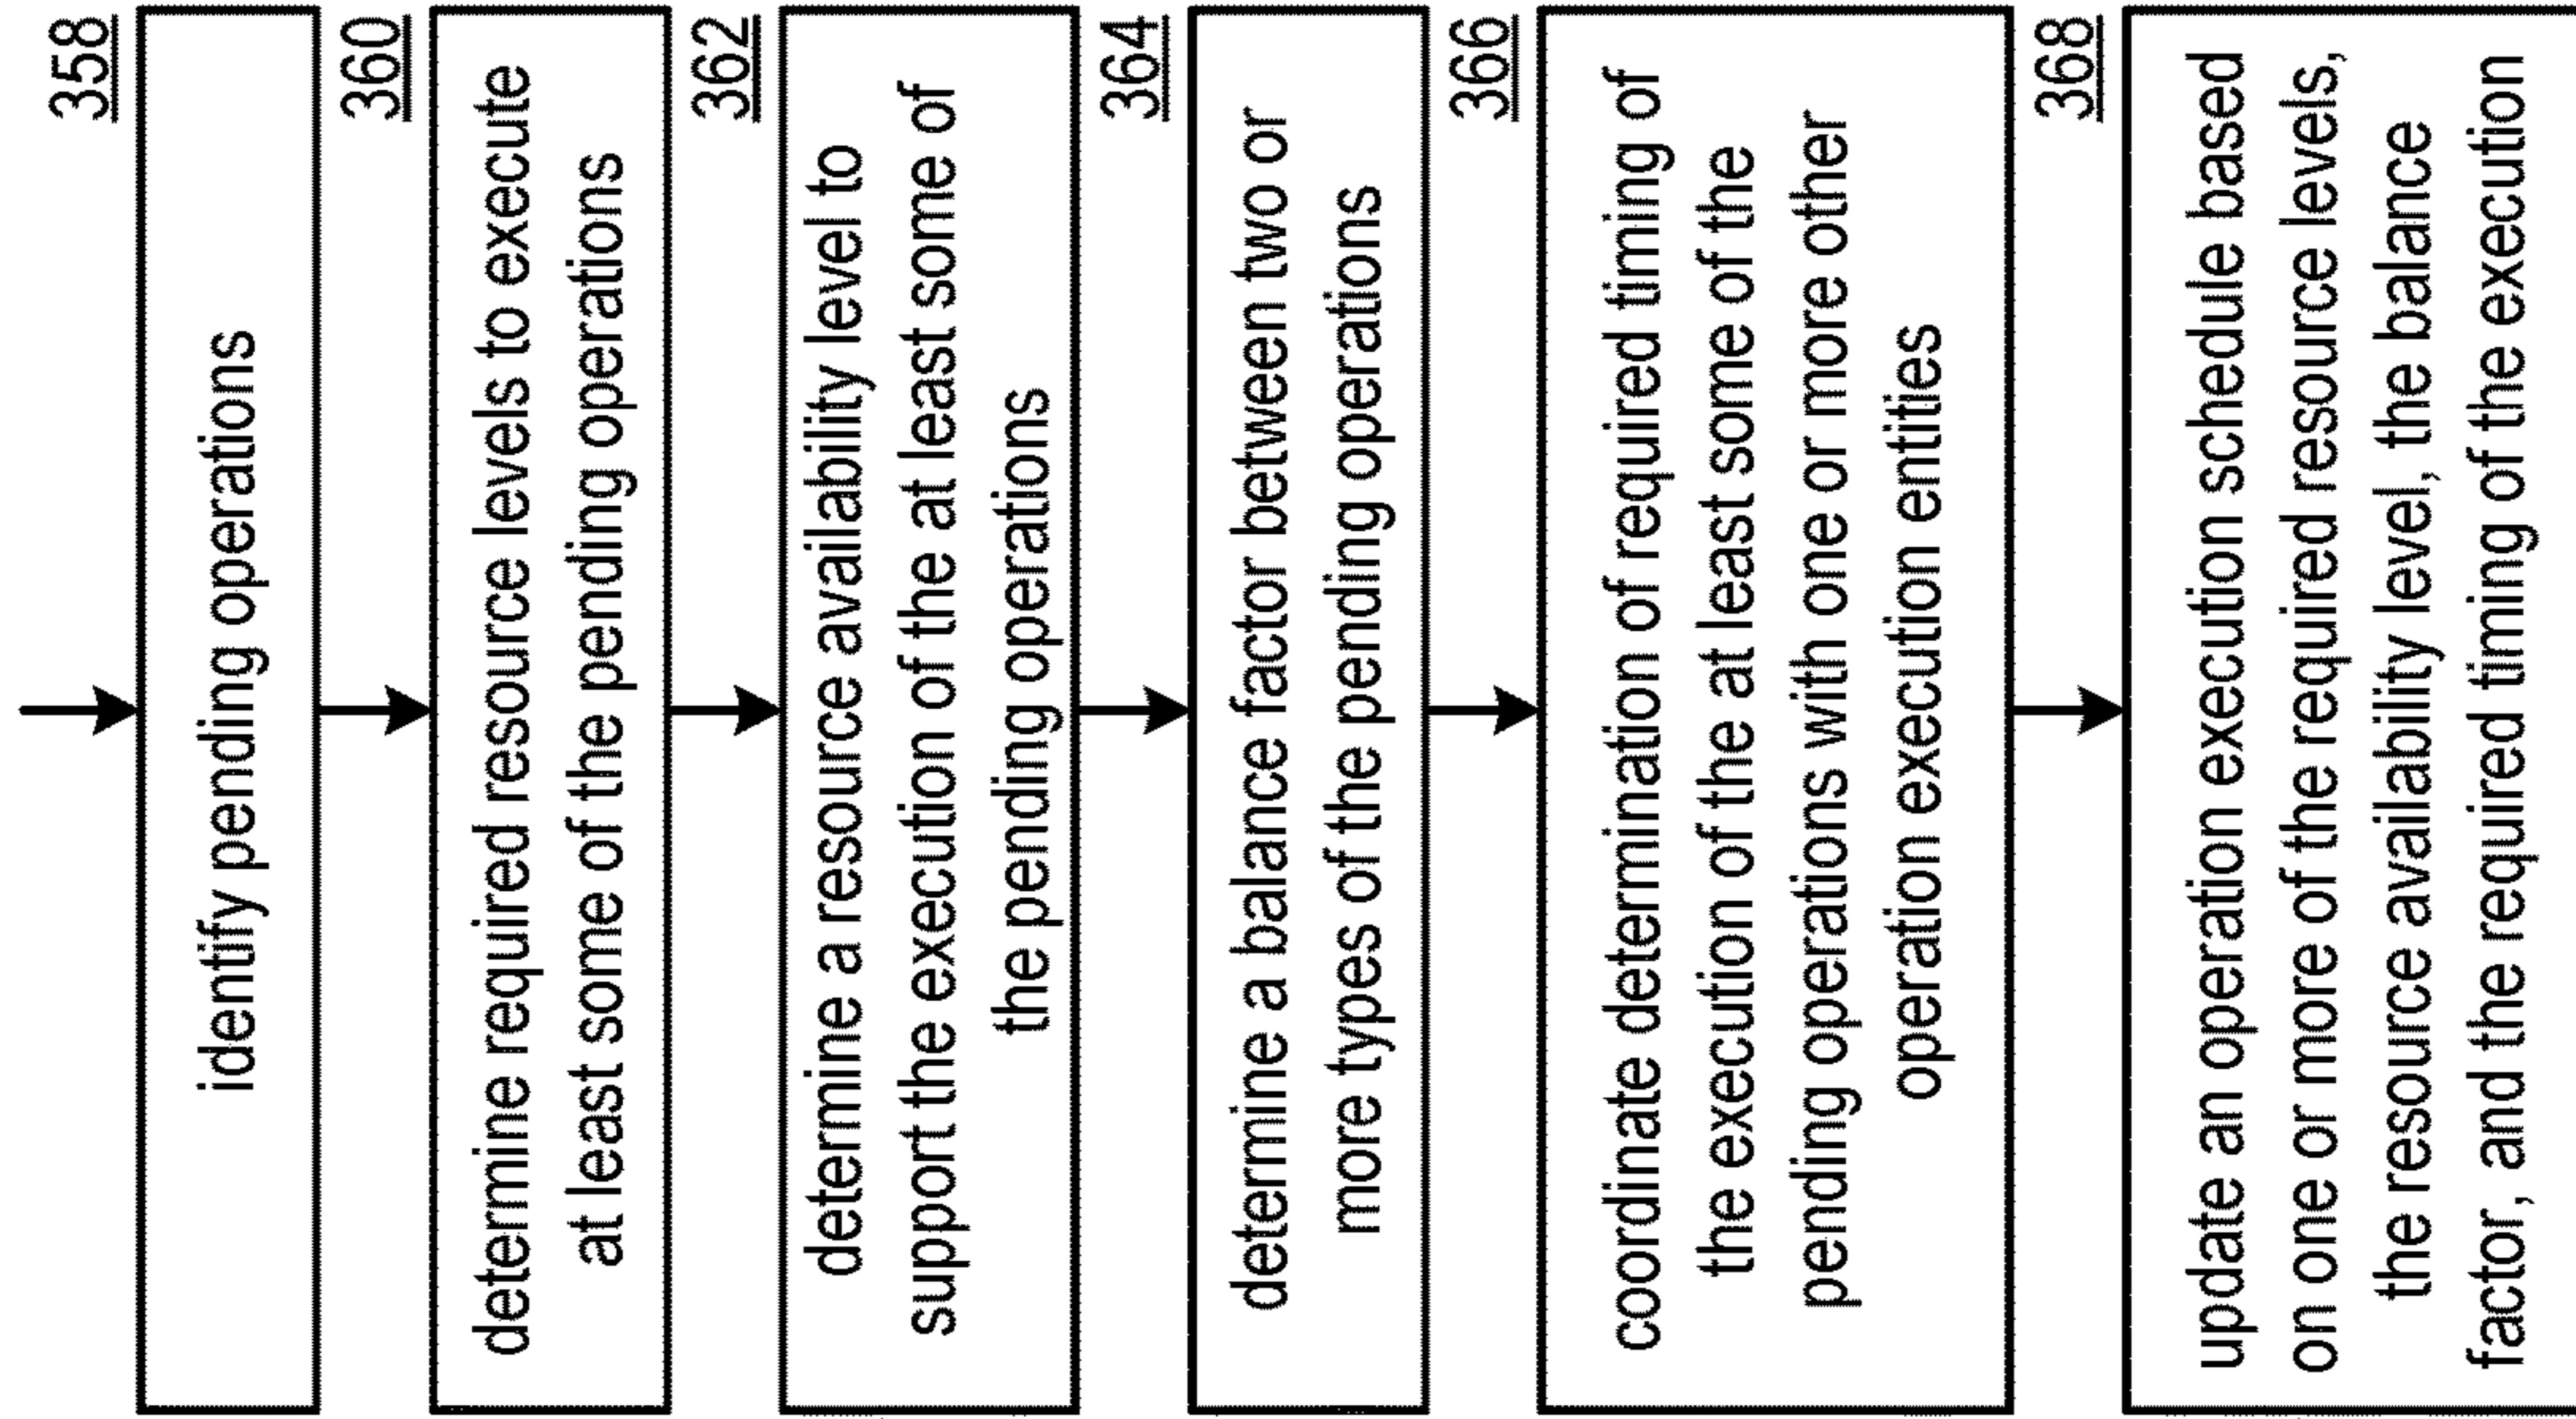 358
identify pending operations
360
determine required resource levels to execute
at least some of the pending operations
362
determine a resource availability level to
support the execution of the at least some of
the pending operations
364
determine a balance factor between two or
more types of the pending operations
366
coordinate determination of required timing of
the execution of the at least some of the
pending operations with one or more other
operation execution entities
368
update an operation execution schedule based
on one or more of the required resource levels,
the resource availability level, the balance
factor, and the required timing of the execution